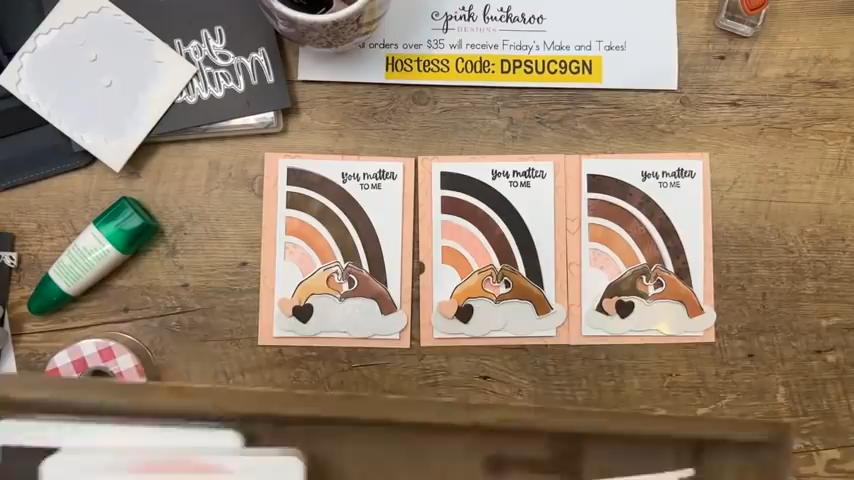 pink buckaroo
DESIGNS
orders over $35 will receive Friday's Make and Takes!
Hostess Code: DPSUC9GN
you matter
TO ME
you matter
TO ME
you matter
TO ME